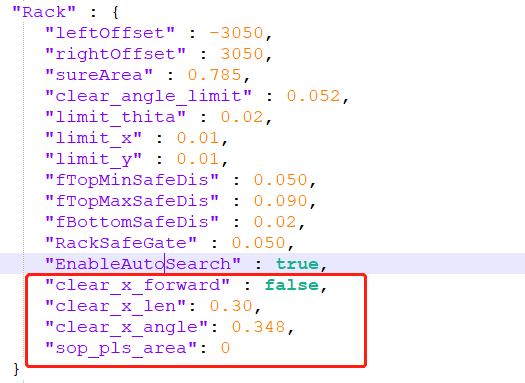 "Rack" : {
"leftOffset" : -3050,
"rightOffset" : 3050,
"sureArea" : 0.785,
"clear_angle_limit" : 0.052,
"limit_thita" : 0.02,
"limit_x" : 0.01,
"limit_y" : 0.01,
"fTopMinSafeDis" : 0.050,
"fTopMaxSafeDis" : 0.090,
"fBottomSafeDis" : 0.02,
"RackSafeGate" : 0.050,
"EnableAutoSearch" : true,
"clear_x_forward" : false,
"clear_x_len": 0.30,
"clear_x_angle": 0.348,
"sop_pls_area": 0
}